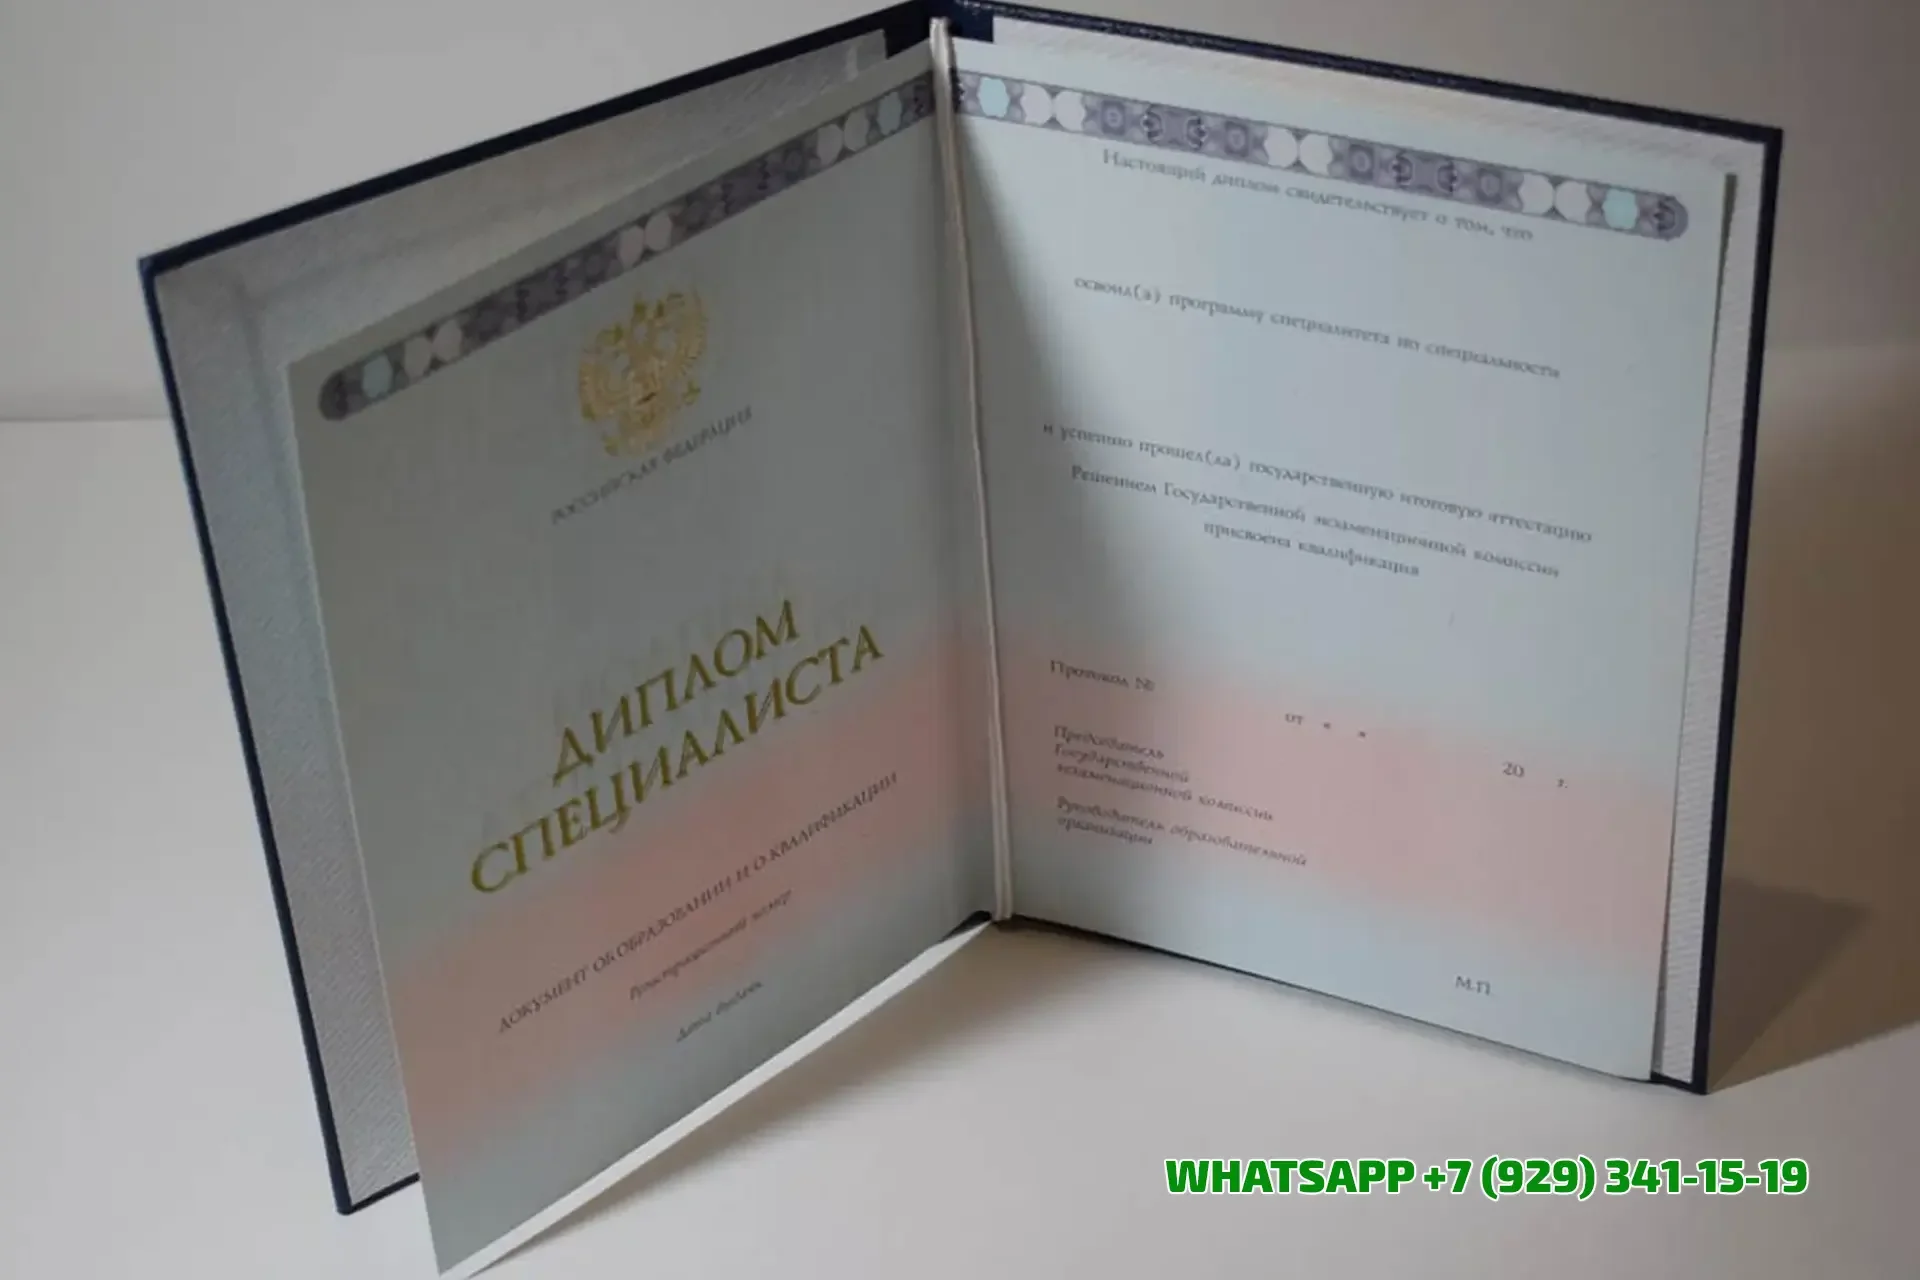 РОССИЙСКАЯ ФЕДЕРАЦИЯ
ДИПЛОМ
СПЕЦИАЛИСТА
ДОКУМЕНТ ОБ ОБРАЗОВАНИИ И О КВАЛИФИКАЦИИ
Регистрационный номер
Дата выдачи
Настоящий диплом свидетельствует о том, что
освоил(а) программу специалитета по специальности
и успешно прошел(ла) государственную итоговую аттестацию
Решением Государственной экзаменационной комиссии
присвоена квалификация
Протокол №
от « » 20 г.
Председатель
Государственной
экзаменационной комиссии
Руководитель образовательной
организации
М.П.
WHATSAPP +7 (929) 341-15-19